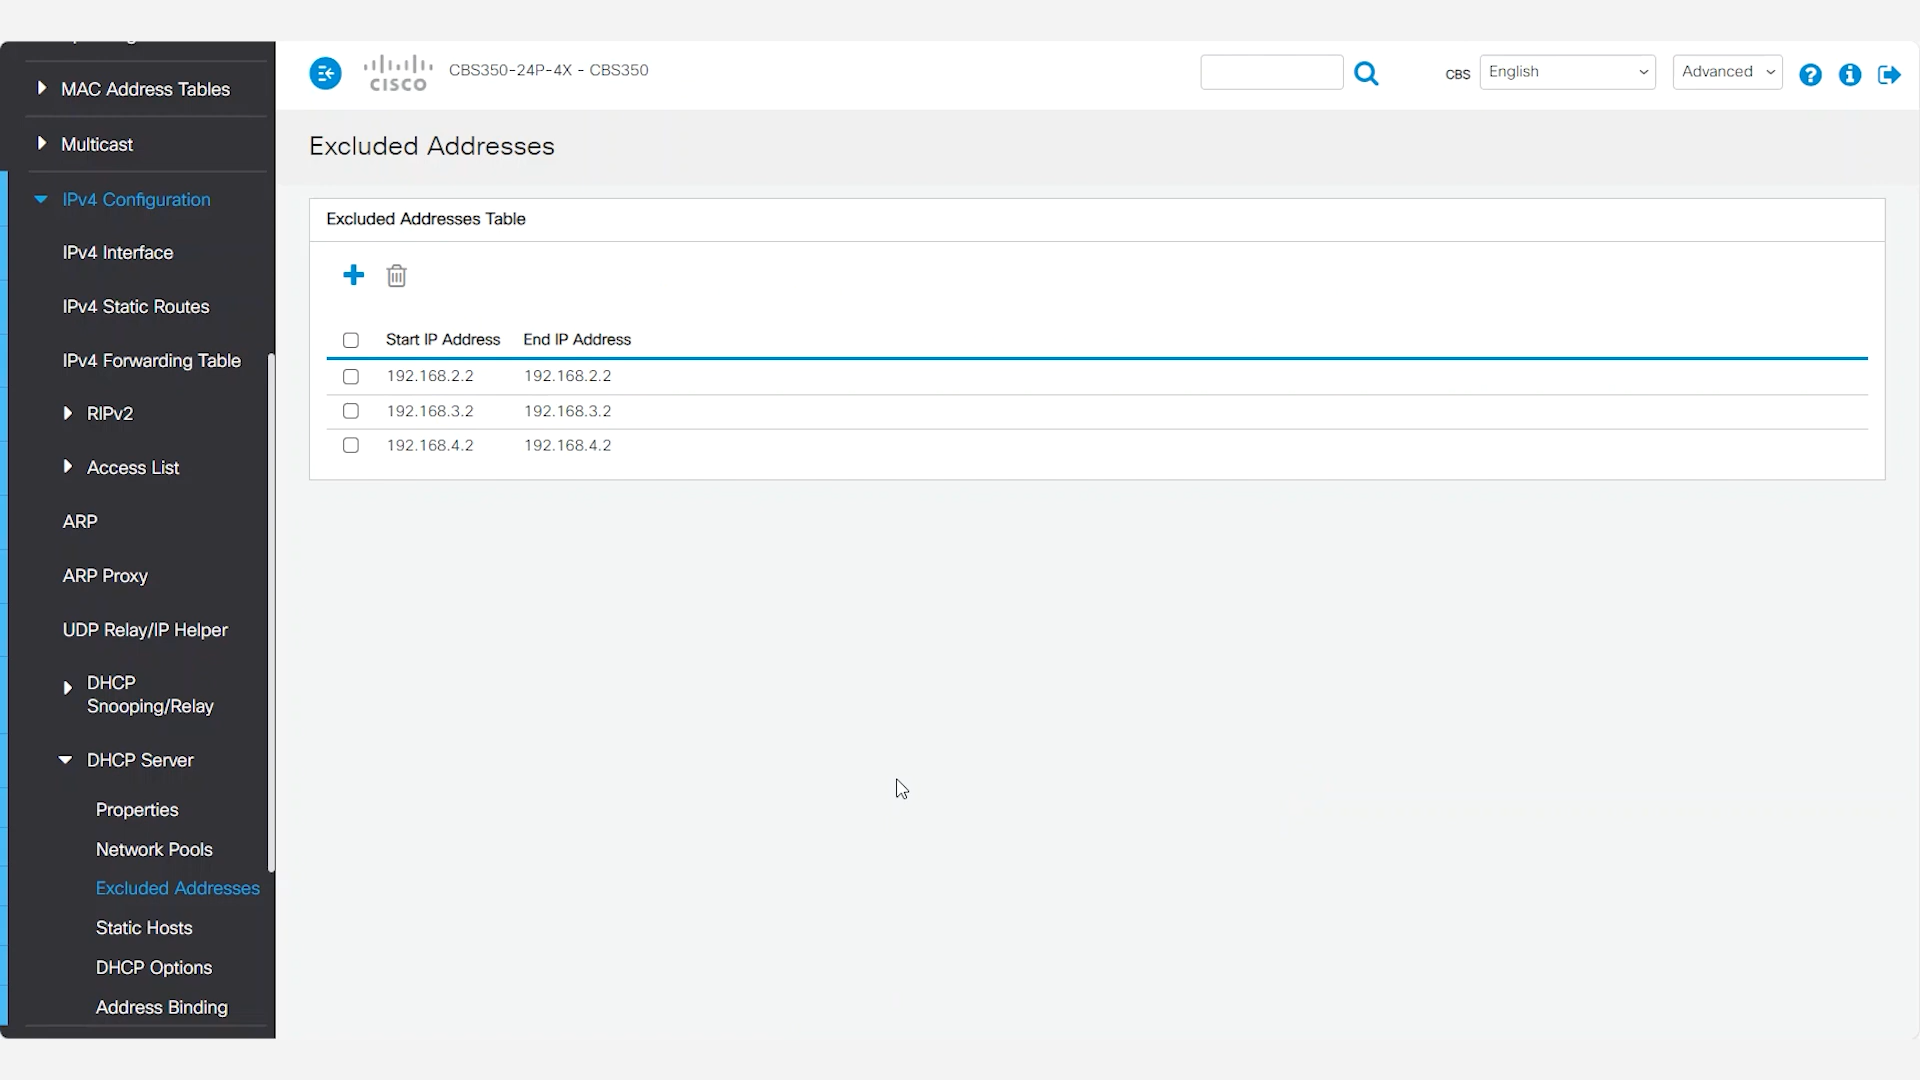 MAC Address Tables
Multicast
IPv4 Configuration
IPv4 Interface
IPv4 Static Routes
IPv4 Forwarding Table
RIPv2
Access List
ARP
ARP Proxy
UDP Relay/IP Helper
DHCP
Snooping/Relay
DHCP Server
Properties
Network Pools
Excluded Addresses
Static Hosts
DHCP Options
Address Binding
CISCO
CBS350-24P-4X - CBS350
CBS
English
Advanced
Excluded Addresses
Excluded Addresses Table
Start IP Address End IP Address
192.168.2.2 192.168.2.2
192.168.3.2 192.168.3.2
192.168.4.2 192.168.4.2